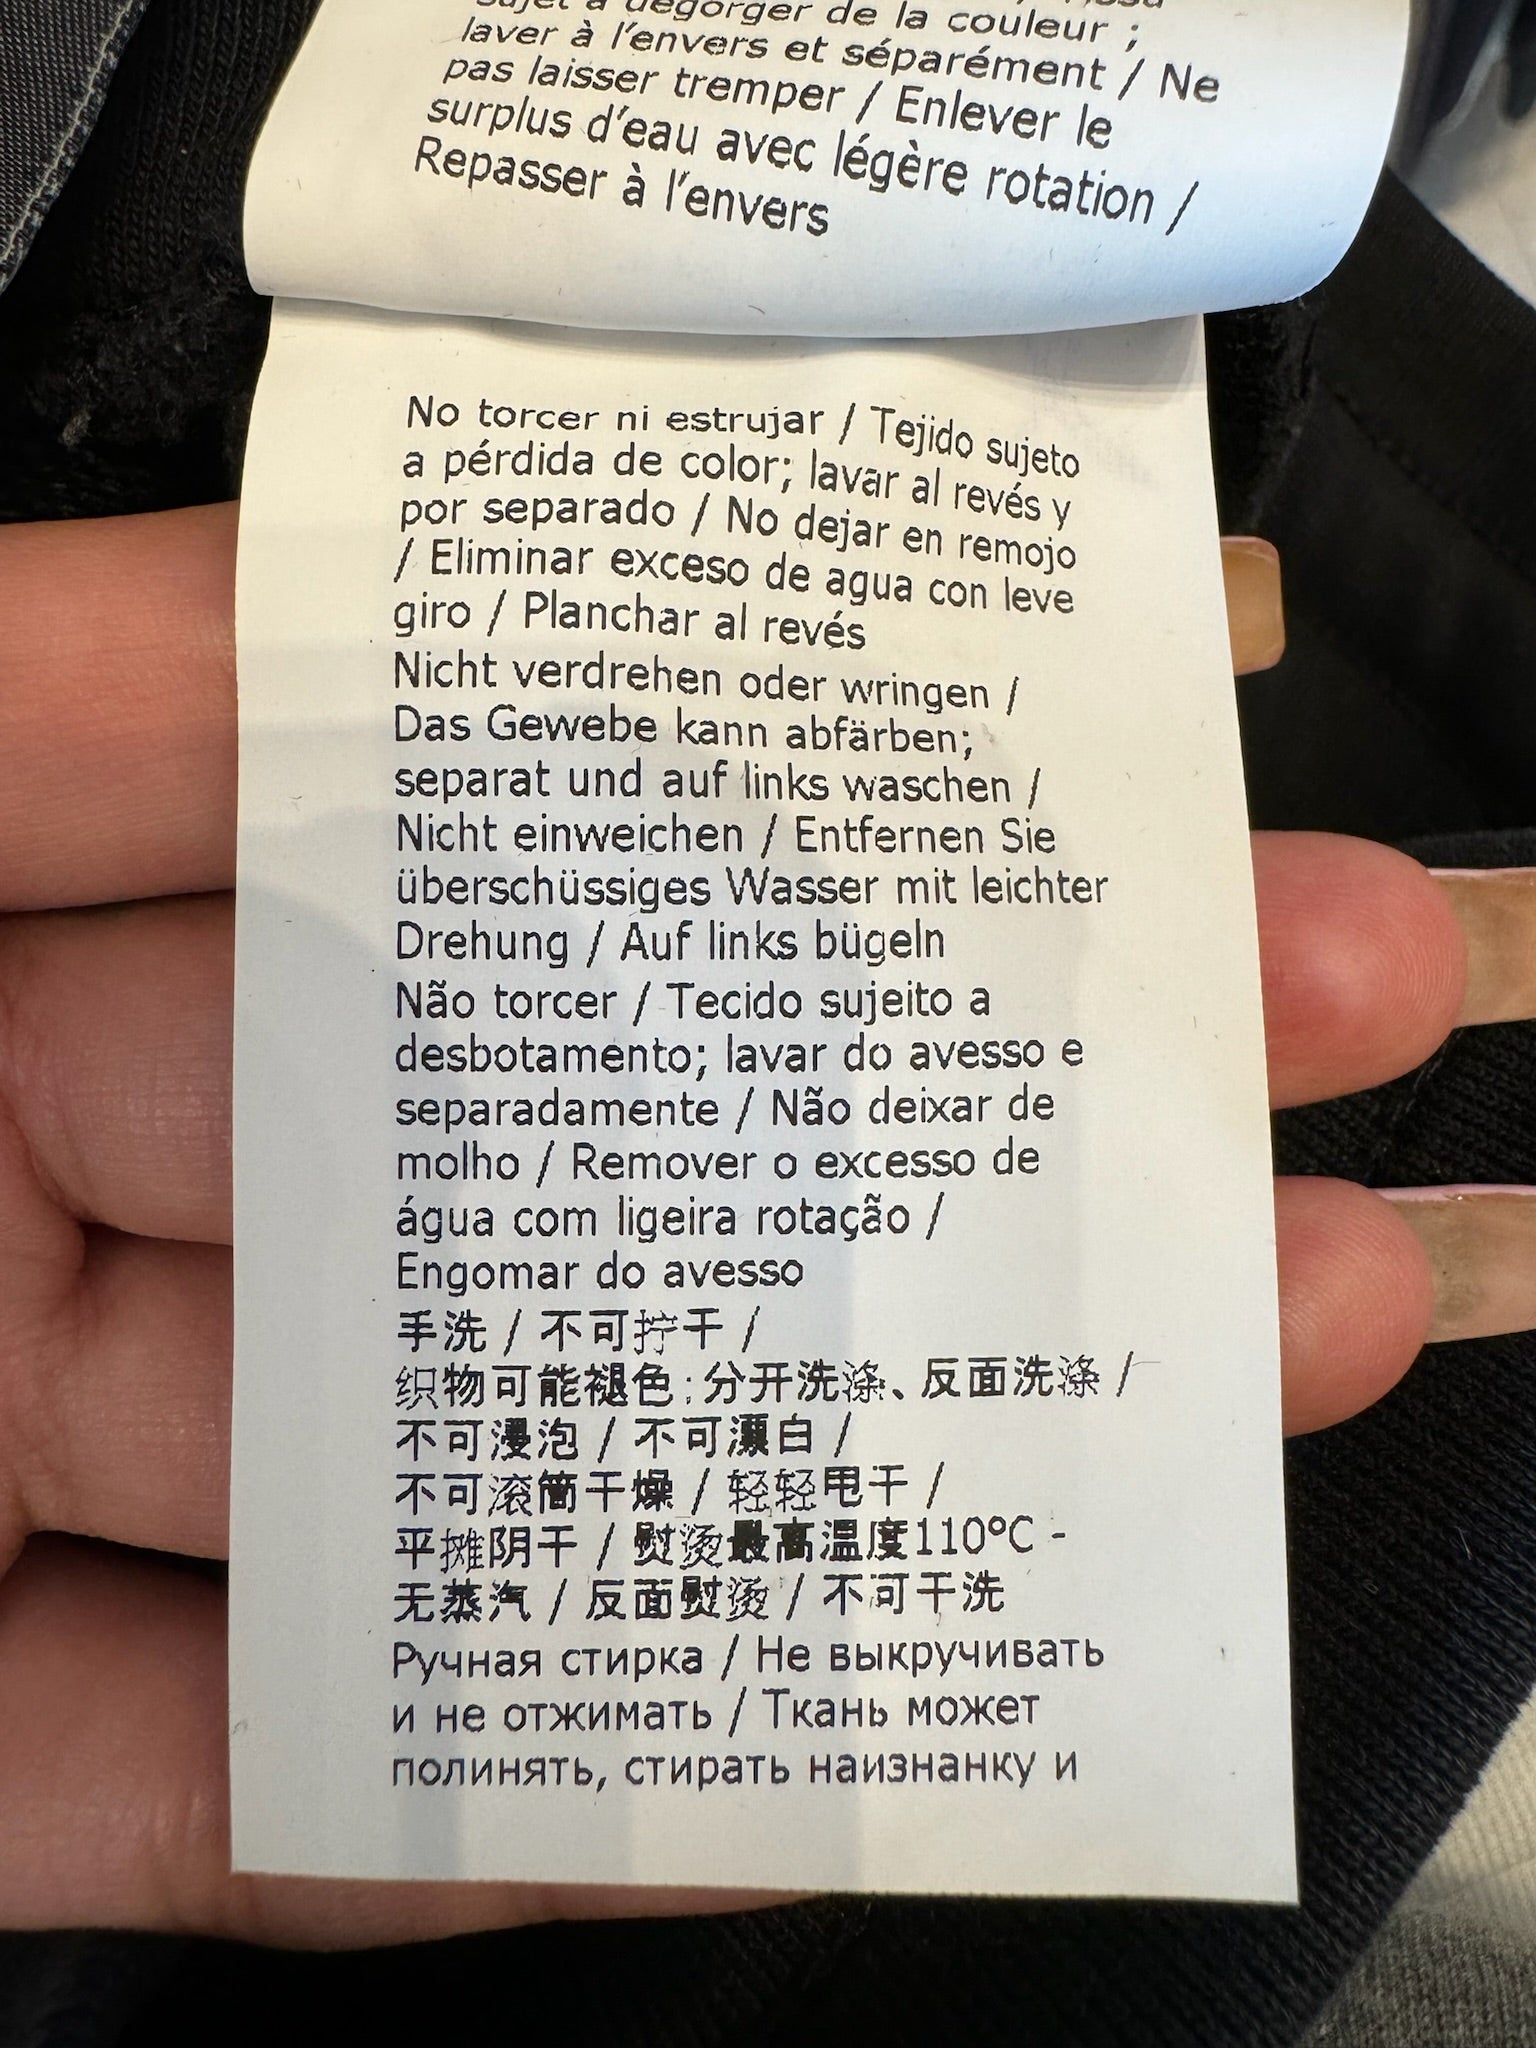 sujet à dégorger de la couleur ;
laver à l'envers et séparément / Ne
pas laisser tremper / Enlever le
surplus d'eau avec légère rotation /
Repasser à l'envers
No torcer ni estrujar / Tejido sujeto
a pérdida de color; lavar al revés y
por separado / No dejar en remojo
/ Eliminar exceso de agua con leve
giro / Planchar al revés
Nicht verdrehen oder wringen /
Das Gewebe kann abfärben;
separat und auf links waschen /
Nicht einweichen / Entfernen Sie
überschüssiges Wasser mit leichter
Drehung / Auf links bügeln
Não torcer / Tecido sujeito a
desbotamento; lavar do avesso e
separadamente / Não deixar de
molho / Remover o excesso de
água com ligeira rotação /
Engomar do avesso
手洗 / 不可拧干 /
织物可能褪色: 分开洗涤、反面洗涤 /
不可浸泡 / 不可漂白 /
不可滚筒干燥 / 轻轻甩干 /
平摊阴干 / 熨烫最高温度110°C -
无蒸汽 / 反面熨烫 / 不可干洗
Ручная стирка / Не выкручивать
и не отжимать / Ткань может
полинять, стирать наизнанку и